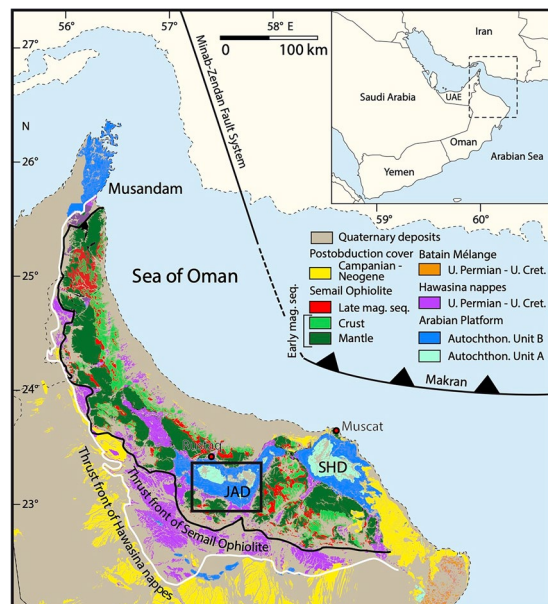 56° 57° 58° E
0 100 km
27°
N
26°
25°
24°
23°
59° 60°
Minab-Zendan Fault System
Iran
Saudi Arabia
UAE
Oman
Yemen
Arabian Sea
Musandam
Sea of Oman
Quaternary deposits
Postobduction cover
Campanian -
Neogene
Semail Ophiolite
Early mag. seq.
Late mag. seq.
Crust
Mantle
Batain Mélange
U. Permian - U. Cret.
Hawasina nappes
U. Permian - U. Cret.
Arabian Platform
Autochthon. Unit B
Autochthon. Unit A
Makran
Muscat
SHD
JAD
Thrust front of Semail Ophiolite
Thrust front of Hawasina nappes